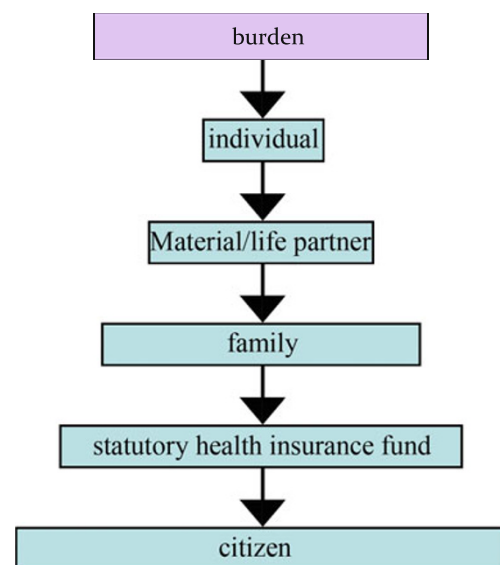 burden
individual
Material/life partner
family
statutory health insurance fund
citizen